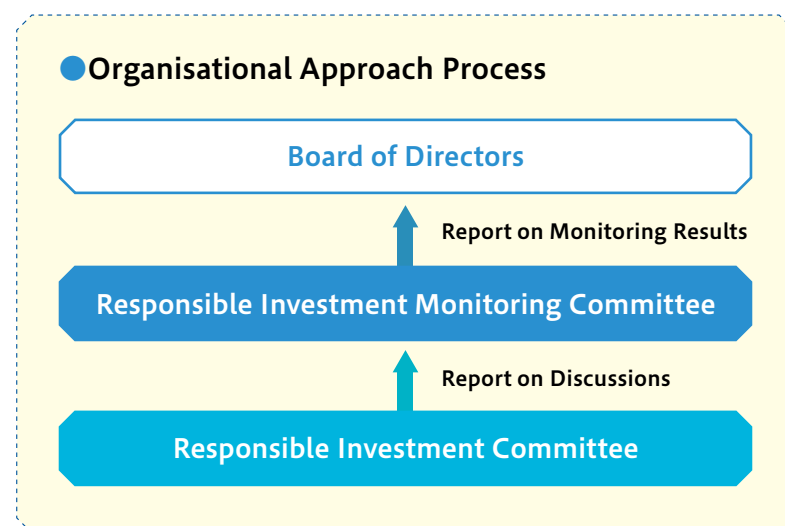 Organisational Approach Process
Board of Directors
Report on Monitoring Results
Responsible Investment Monitoring Committee
Report on Discussions
Responsible Investment Committee